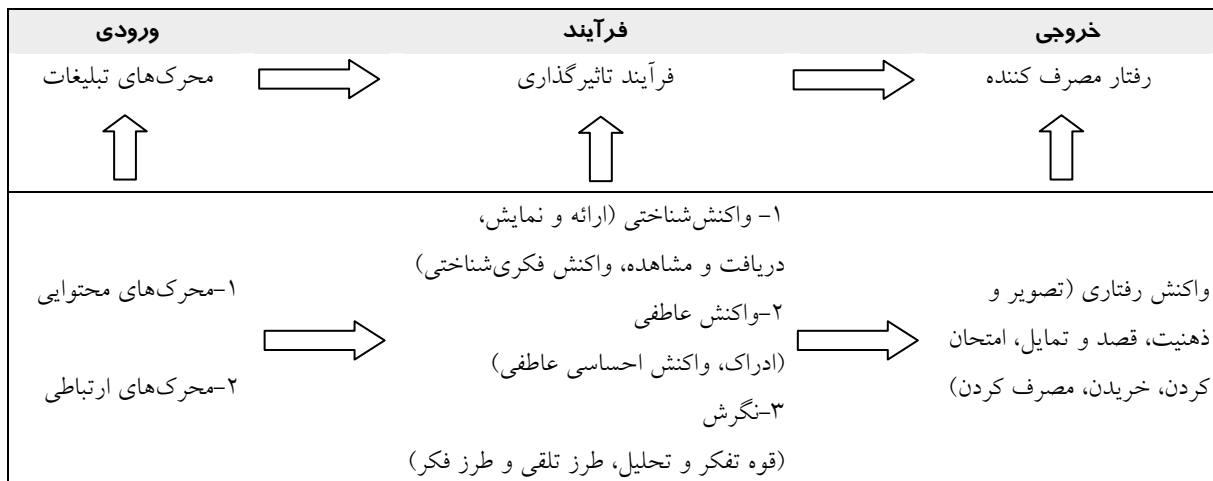 ورودی
فرآیند
خروجی
محرک‌های تبلیغات
فرآیند تاثیرگذاری
رفتار مصرف کننده
۱-محرک‌های محتوایی
۲-محرک‌های ارتباطی
۱- واکنش‌شناختی (ارائه و نمایش،
دریافت و مشاهده، واکنش فکری‌شناختی)
۲-واکنش عاطفی
(ادراک، واکنش احساسی عاطفی)
۳-نگرش
(قوه تفکر و تحلیل، طرز تلقی و طرز فکر)
واکنش رفتاری (تصویر و
ذهنیت، قصد و تمایل، امتحان
کردن، خریدن، مصرف کردن)